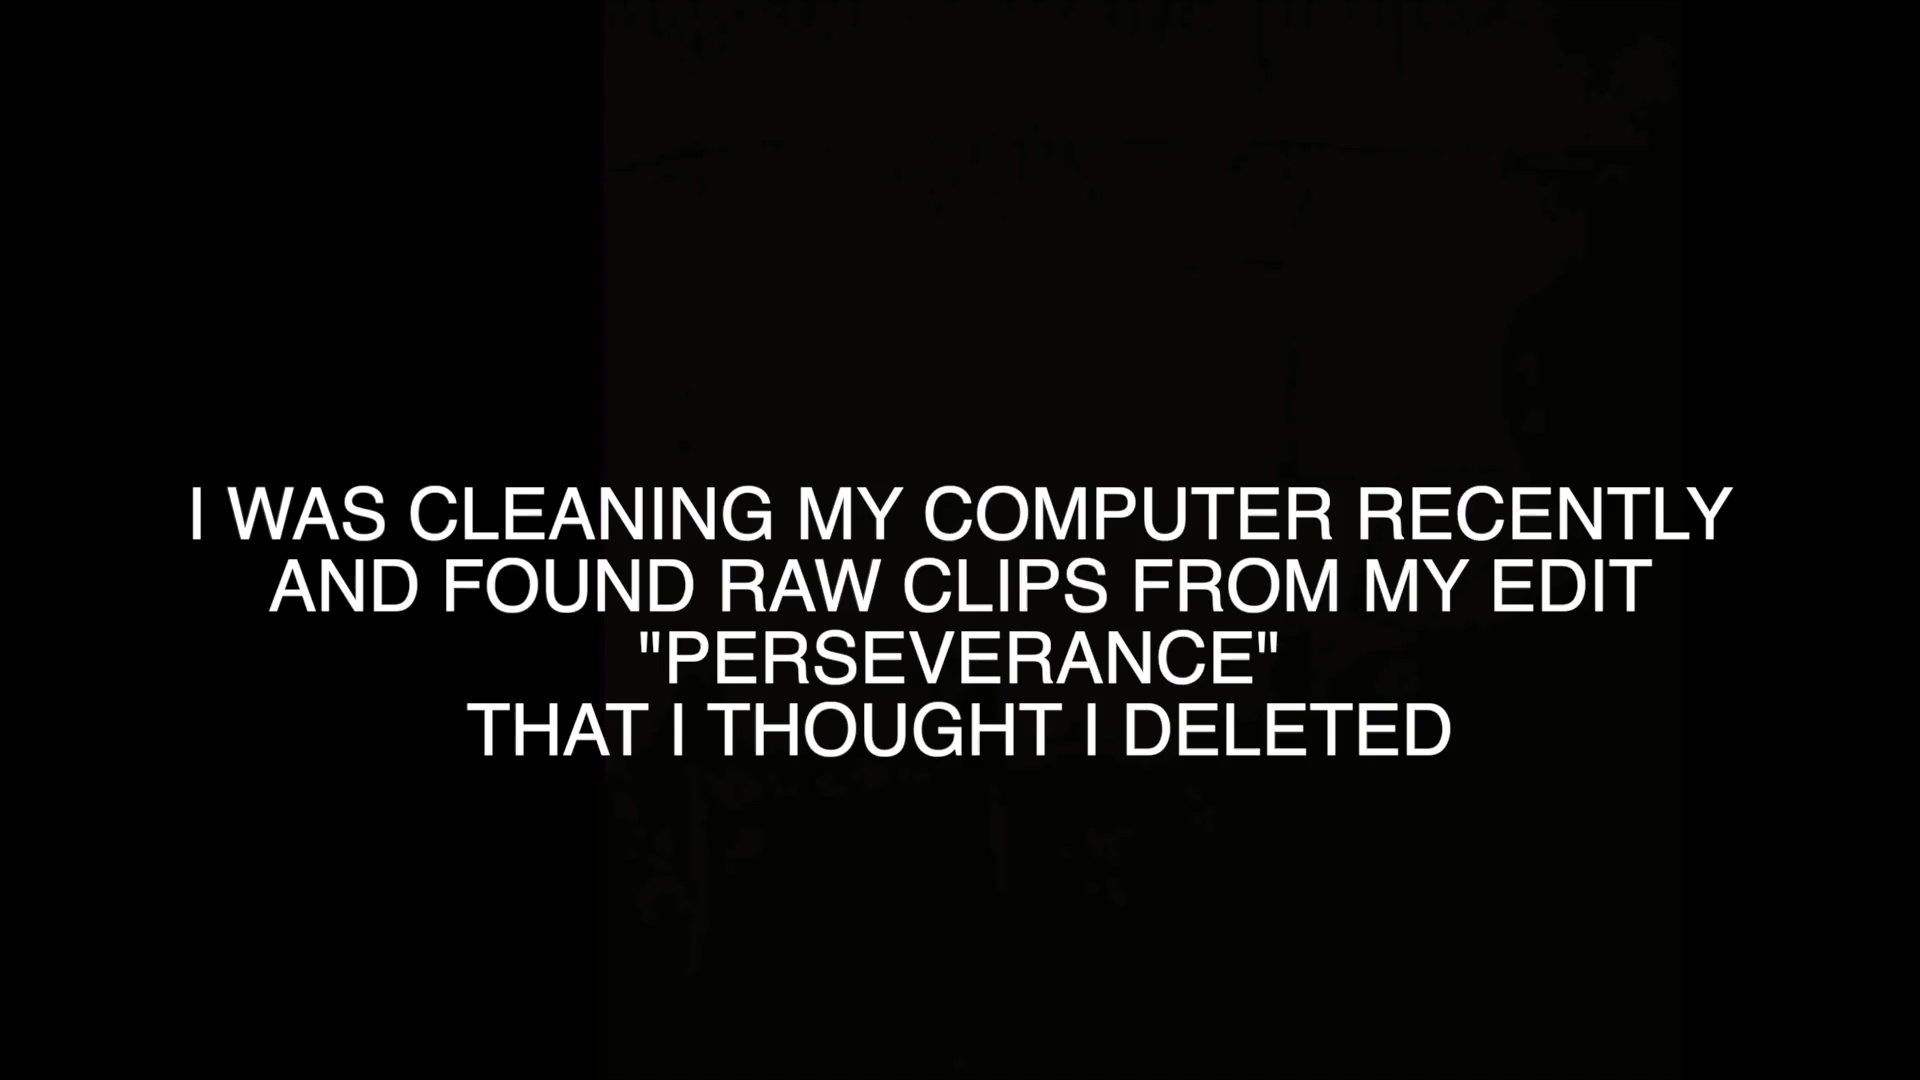 I WAS CLEANING MY COMPUTER RECENTLY
AND FOUND RAW CLIPS FROM MY EDIT
"PERSEVERANCE"
THAT I THOUGHT I DELETED